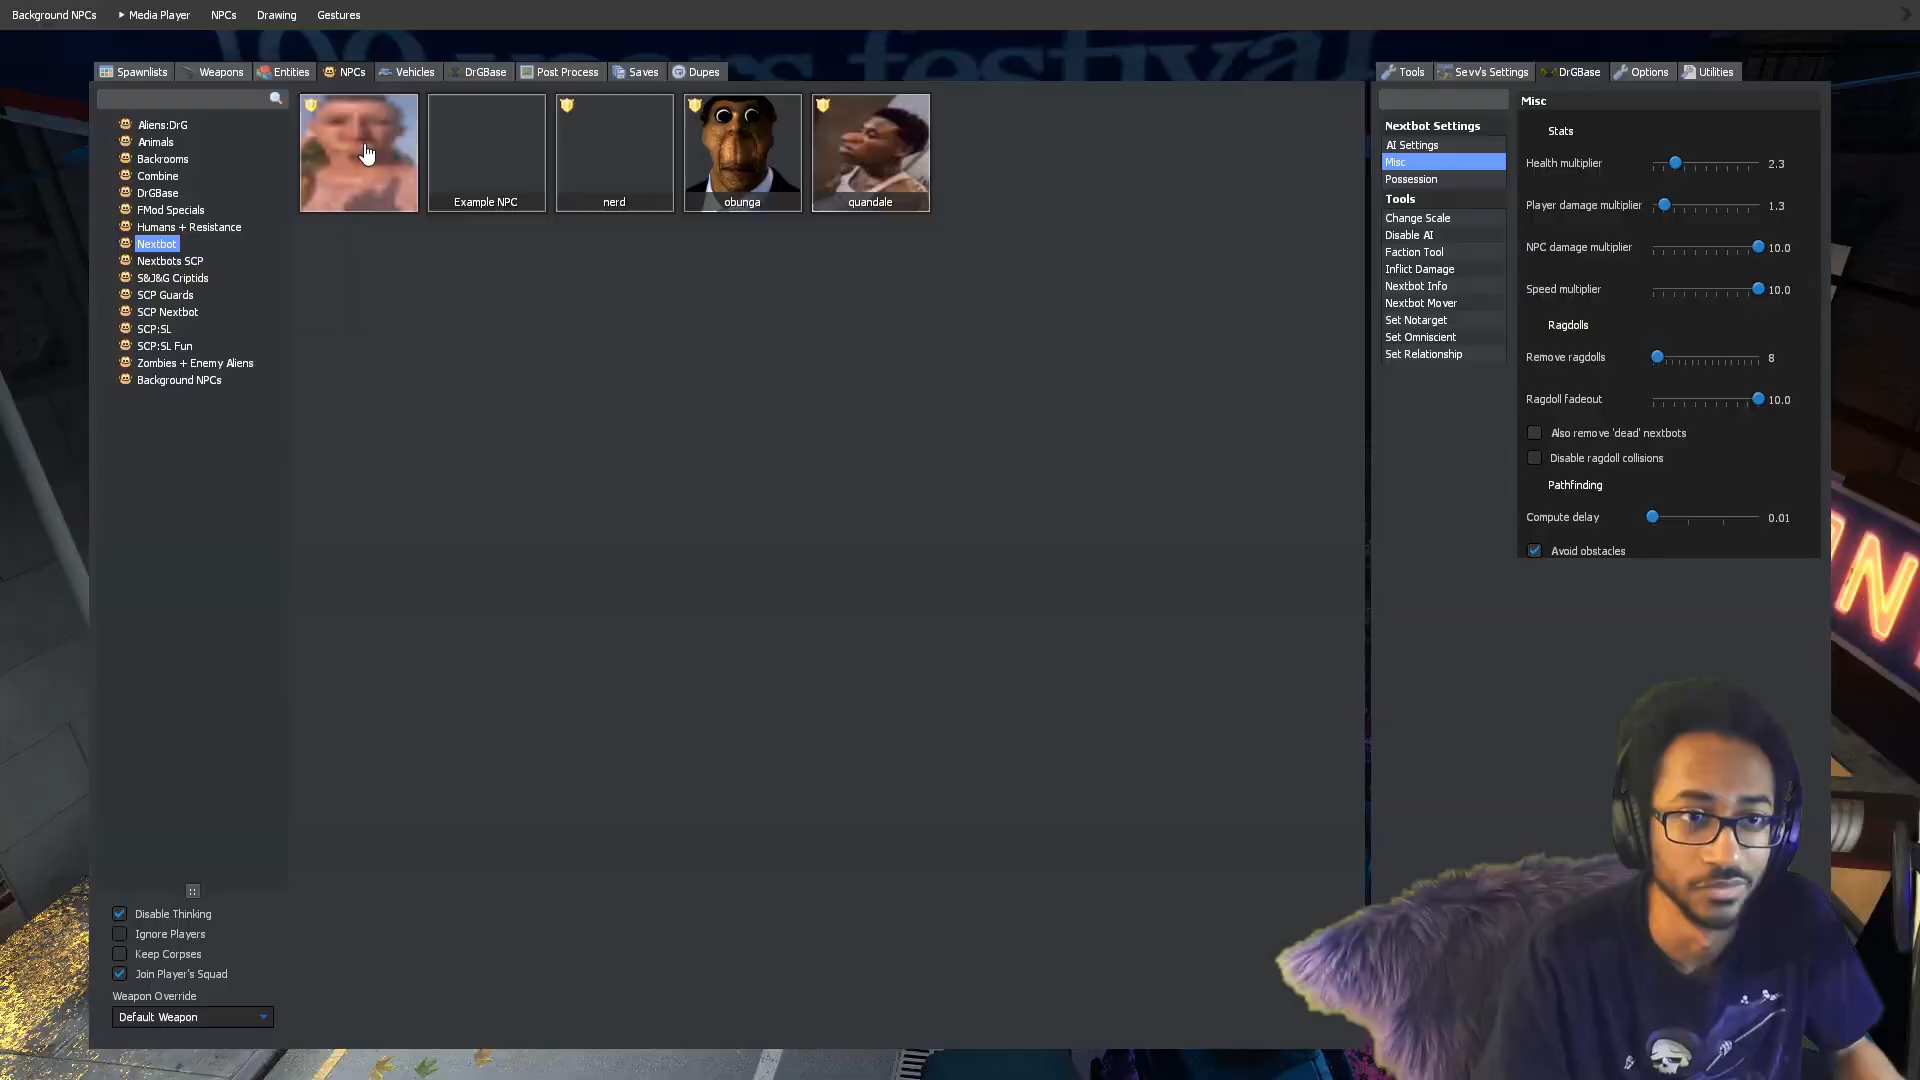 Background NPCs
Media Player
NPCs
Drawing
Gestures
100 years festival
Spawnlists
Weapons
Entities
NPCs
Vehicles
DrGBase
Post Process
Saves
Dupes
Tools
Sevv's Settings
DrGBase
Options
Utilities
Aliens:DrG
Animals
Backrooms
Combine
DrGBase
FMod Specials
Humans + Resistance
Nextbot
Nextbots SCP
S&J&G Criptids
SCP Guards
SCP Nextbot
SCP:SL
SCP:SL Fun
Zombies + Enemy Aliens
Background NPCs
Example NPC
nerd
obunga
quandale
Nextbot Settings
AI Settings
Misc
Possession
Tools
Change Scale
Disable AI
Faction Tool
Inflict Damage
Nextbot Info
Nextbot Mover
Set Notarget
Set Omniscient
Set Relationship
Misc
Stats
Health multiplier 2.3
Player damage multiplier 1.3
NPC damage multiplier 10.0
Speed multiplier 10.0
Ragdolls
Remove ragdolls 8
Ragdoll fadeout 10.0
Also remove 'dead' nextbots
Disable ragdoll collisions
Pathfinding
Compute delay 0.01
Avoid obstacles
Disable Thinking
Ignore Players
Keep Corpses
Join Player's Squad
Weapon Override
Default Weapon